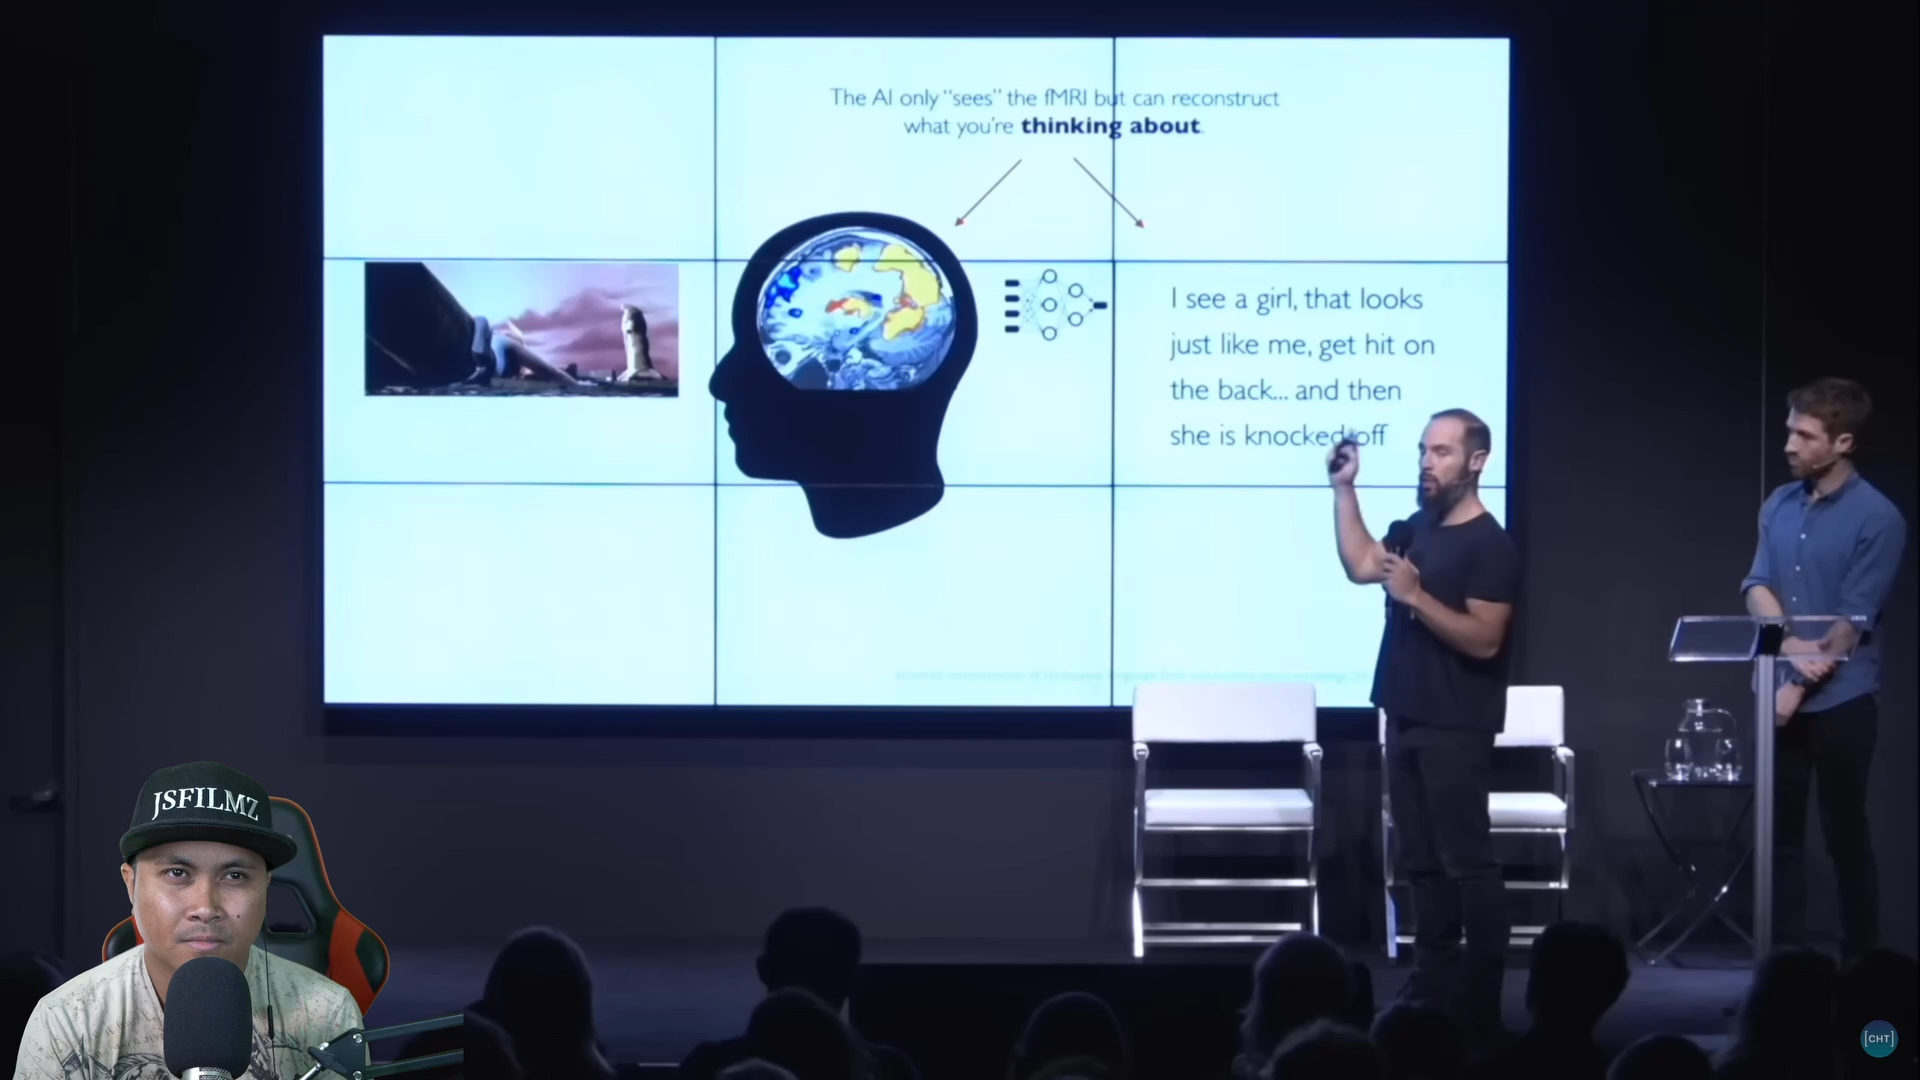 The AI only "sees" the fMRI but can reconstruct
what you're thinking about.
I see a girl, that looks
just like me, get hit on
the back... and then
she is knocked off
JSFILMZ
[CHT]